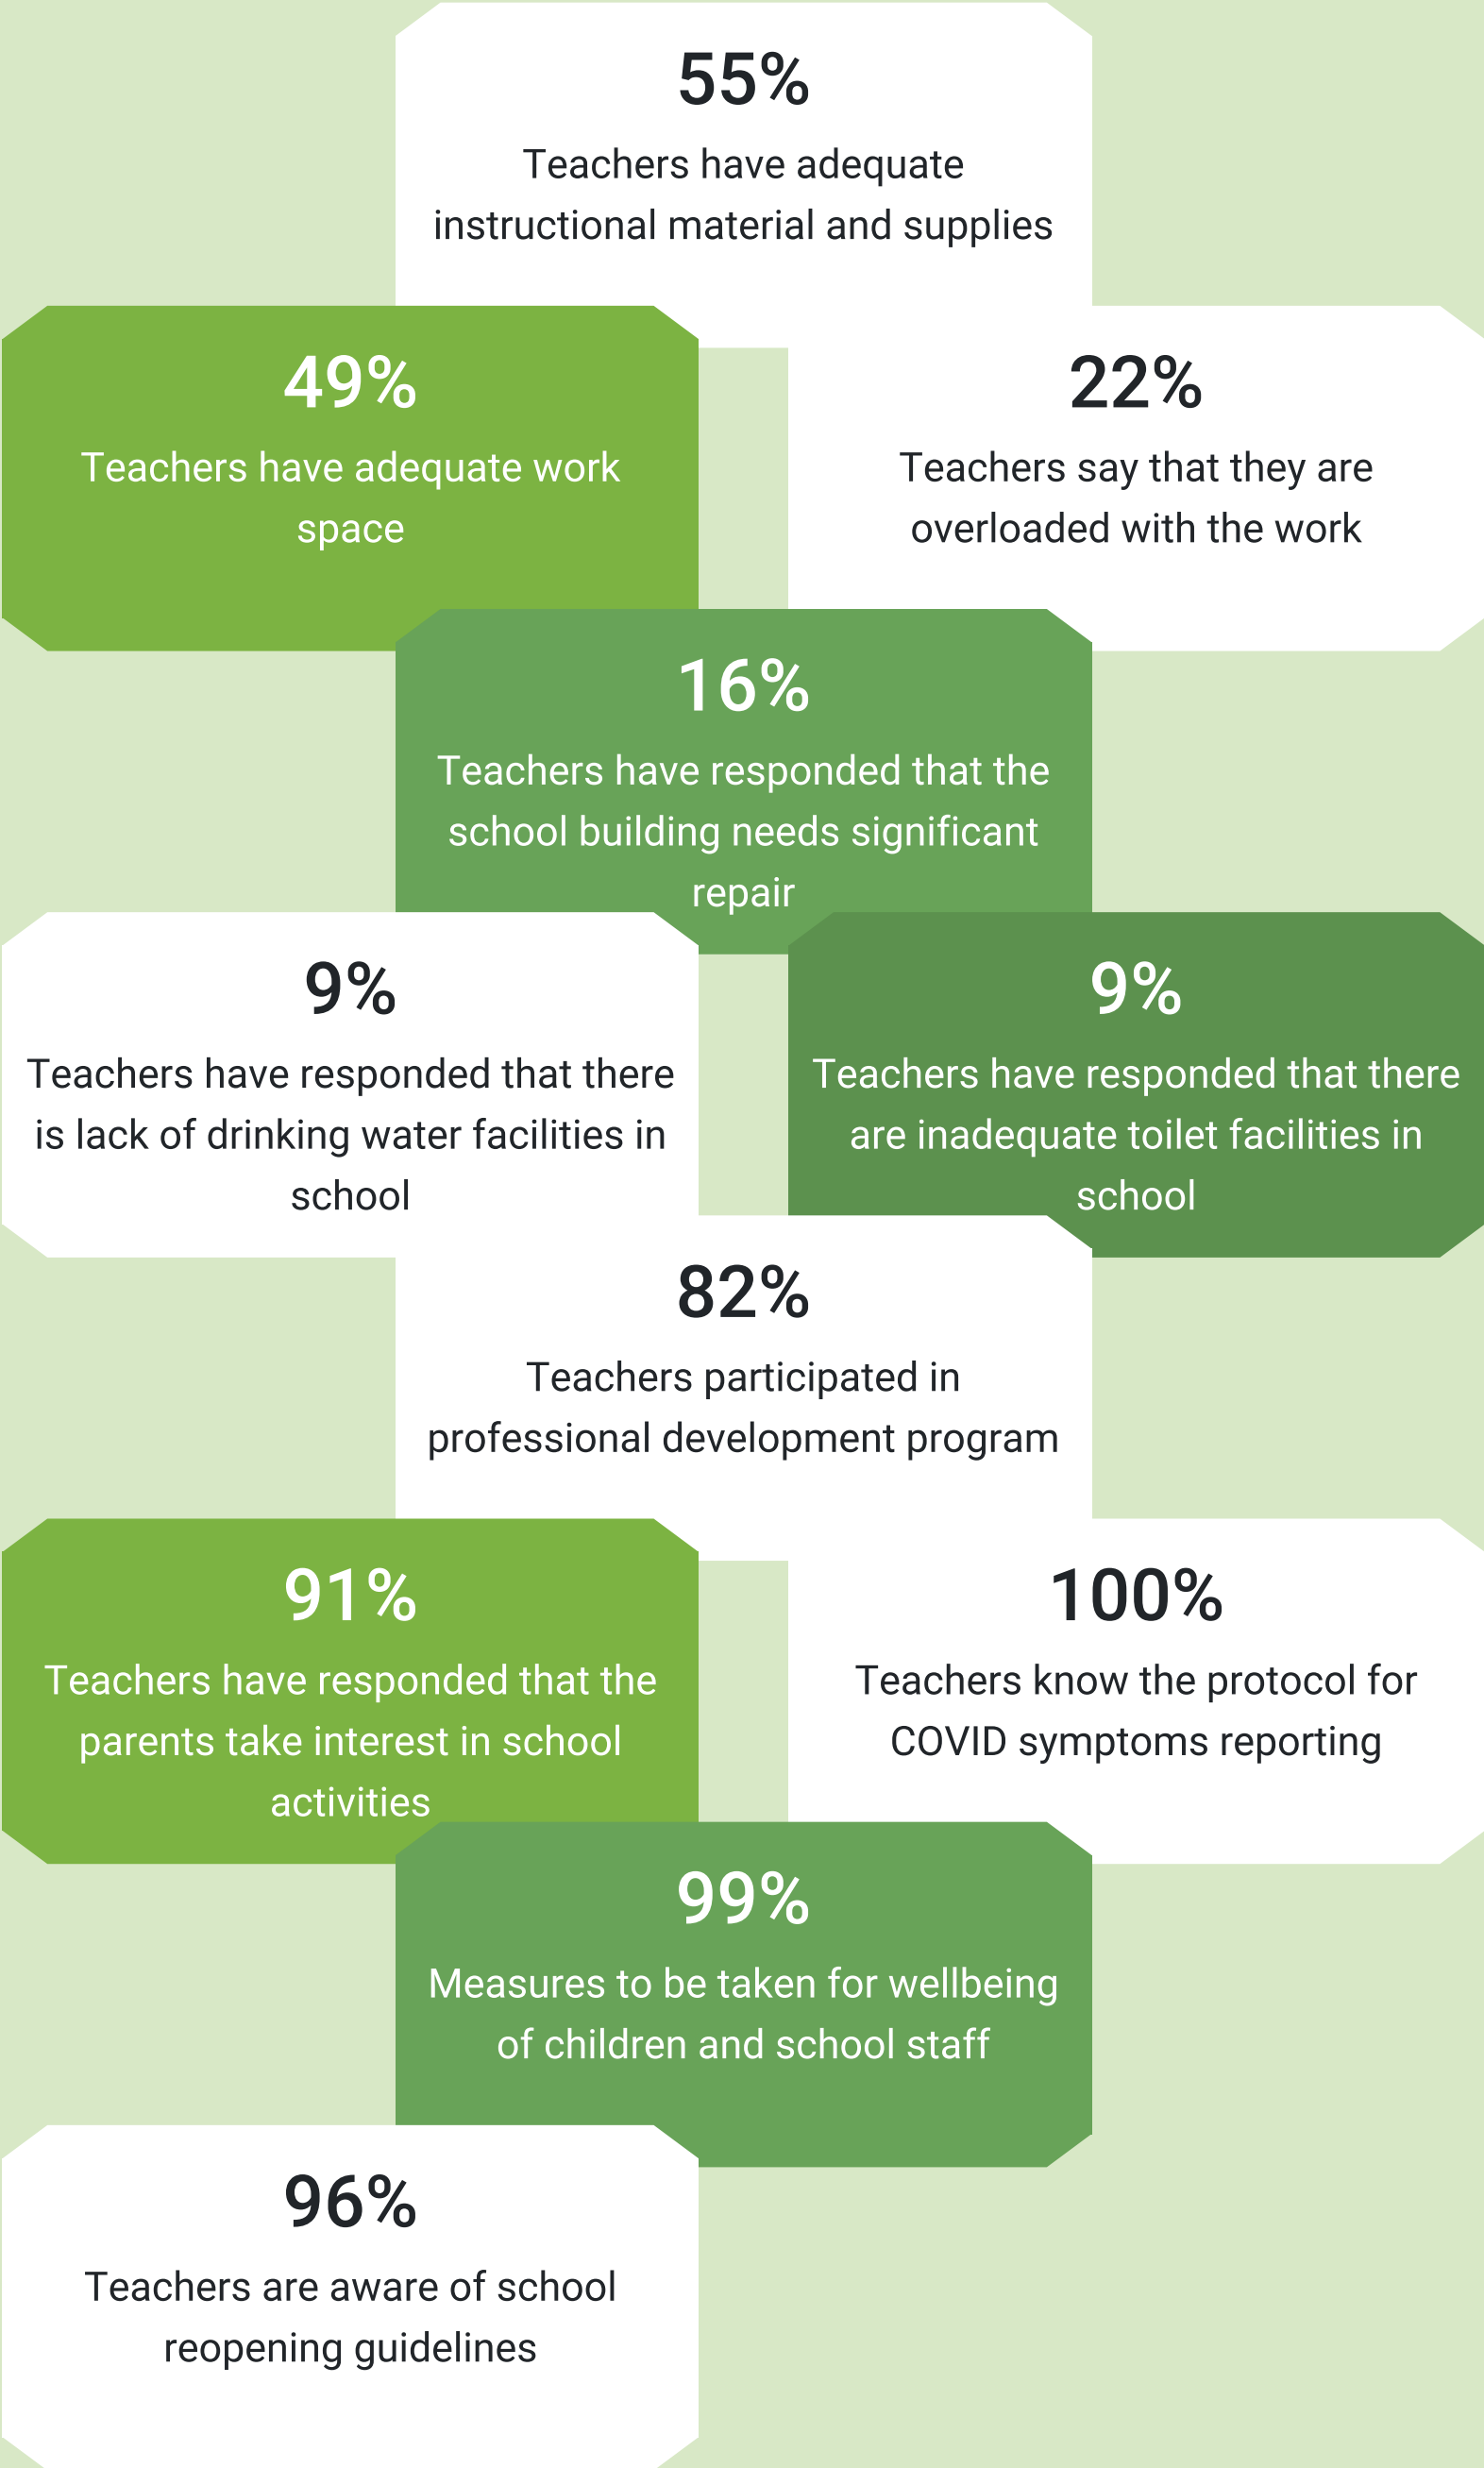 55%
Teachers have adequate
instructional material and supplies
49%
Teachers have adequate work
space
22%
Teachers say that they are
overloaded with the work
16%
Teachers have responded that the
school building needs significant
repair
9%
Teachers have responded that there
is lack of drinking water facilities in
school
9%
Teachers have responded that there
are inadequate toilet facilities in
school
82%
Teachers participated in
professional development program
91%
Teachers have responded that the
parents take interest in school
activities
100%
Teachers know the protocol for
COVID symptoms reporting
99%
Measures to be taken for wellbeing
of children and school staff
96%
Teachers are aware of school
reopening guidelines